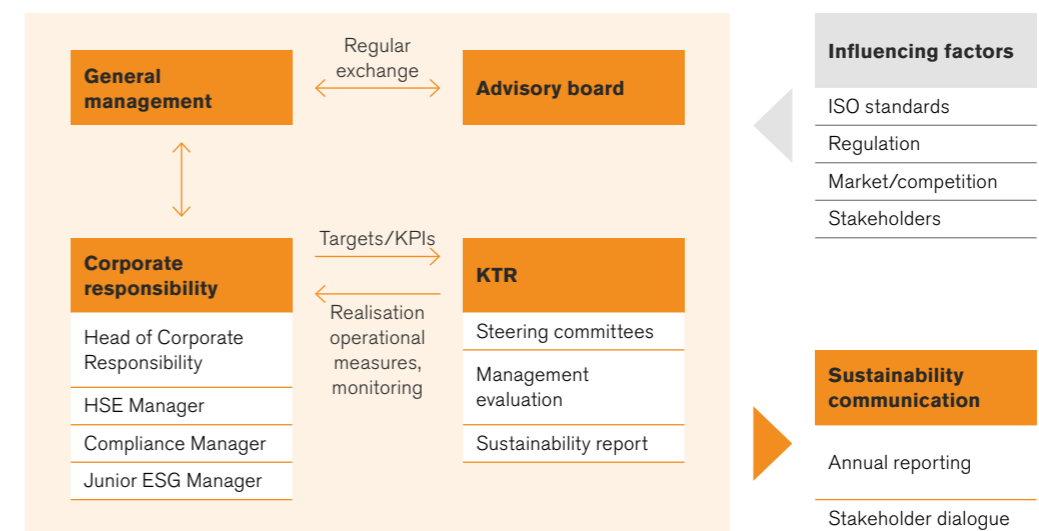 General
management
Regular
exchange
Advisory board
Corporate
responsibility
Head of Corporate
Responsibility
HSE Manager
Compliance Manager
Junior ESG Manager
Targets/KPIs
Realisation
operational
measures,
monitoring
KTR
Steering committees
Management
evaluation
Sustainability report
Influencing factors
ISO standards
Regulation
Market/competition
Stakeholders
Sustainability
communication
Annual reporting
Stakeholder dialogue